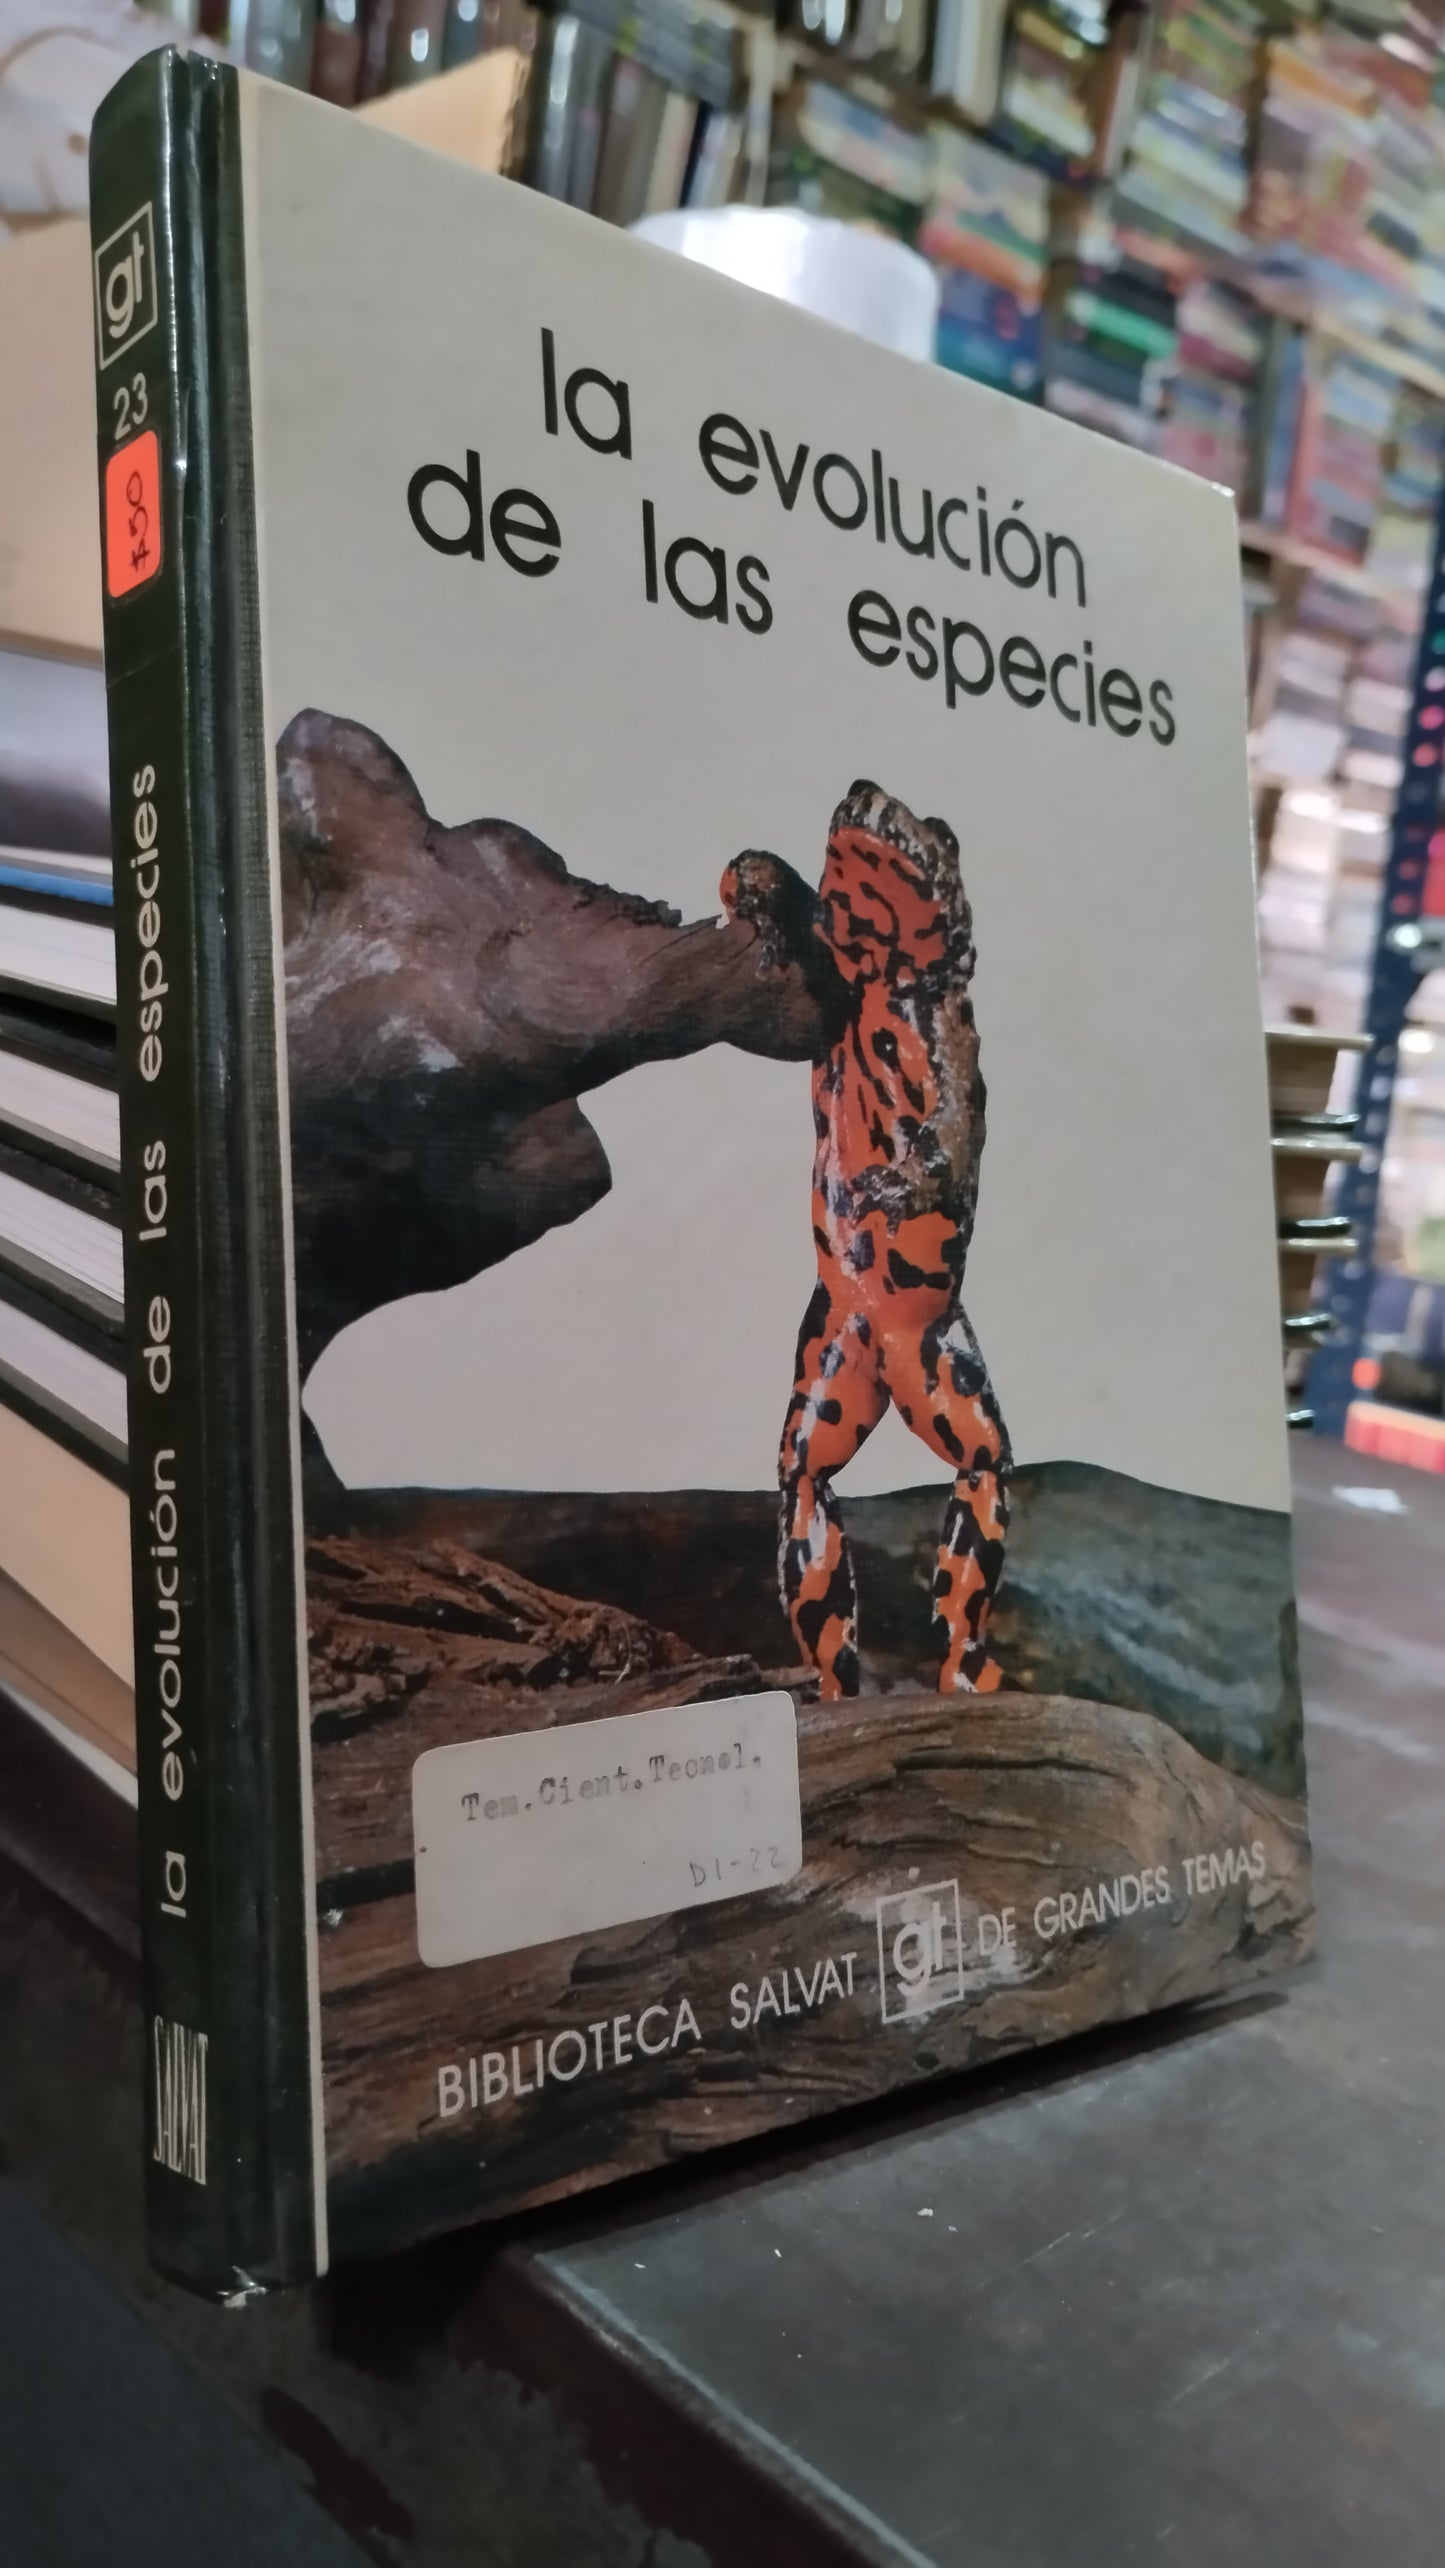 gt
23
$50
la evolución de las especies
SALVAT
la evolución
de las especies
Tem.Cient.Tecnol.
D1-22
BIBLIOTECA SALVAT gt DE GRANDES TEMAS